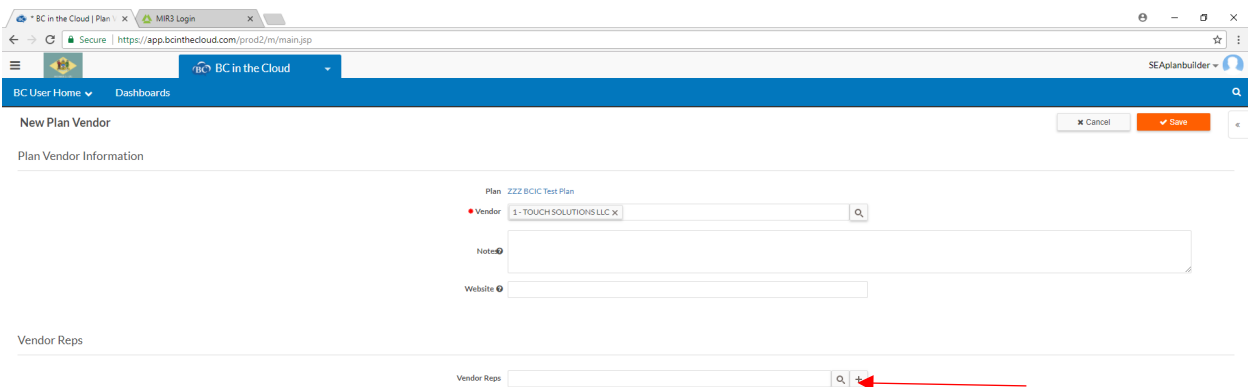 * BC in the Cloud | Plan V
MIR3 Login
Secure | https://app.bcinthecloud.com/prod2/m/main.jsp
BC BC in the Cloud
SEAplanbuilder
BC User Home
Dashboards
New Plan Vendor
Cancel
Save
Plan Vendor Information
Plan ZZZ BCIC Test Plan
* Vendor 1 - TOUCH SOLUTIONS LLC x
Notes
Website
Vendor Reps
Vendor Reps